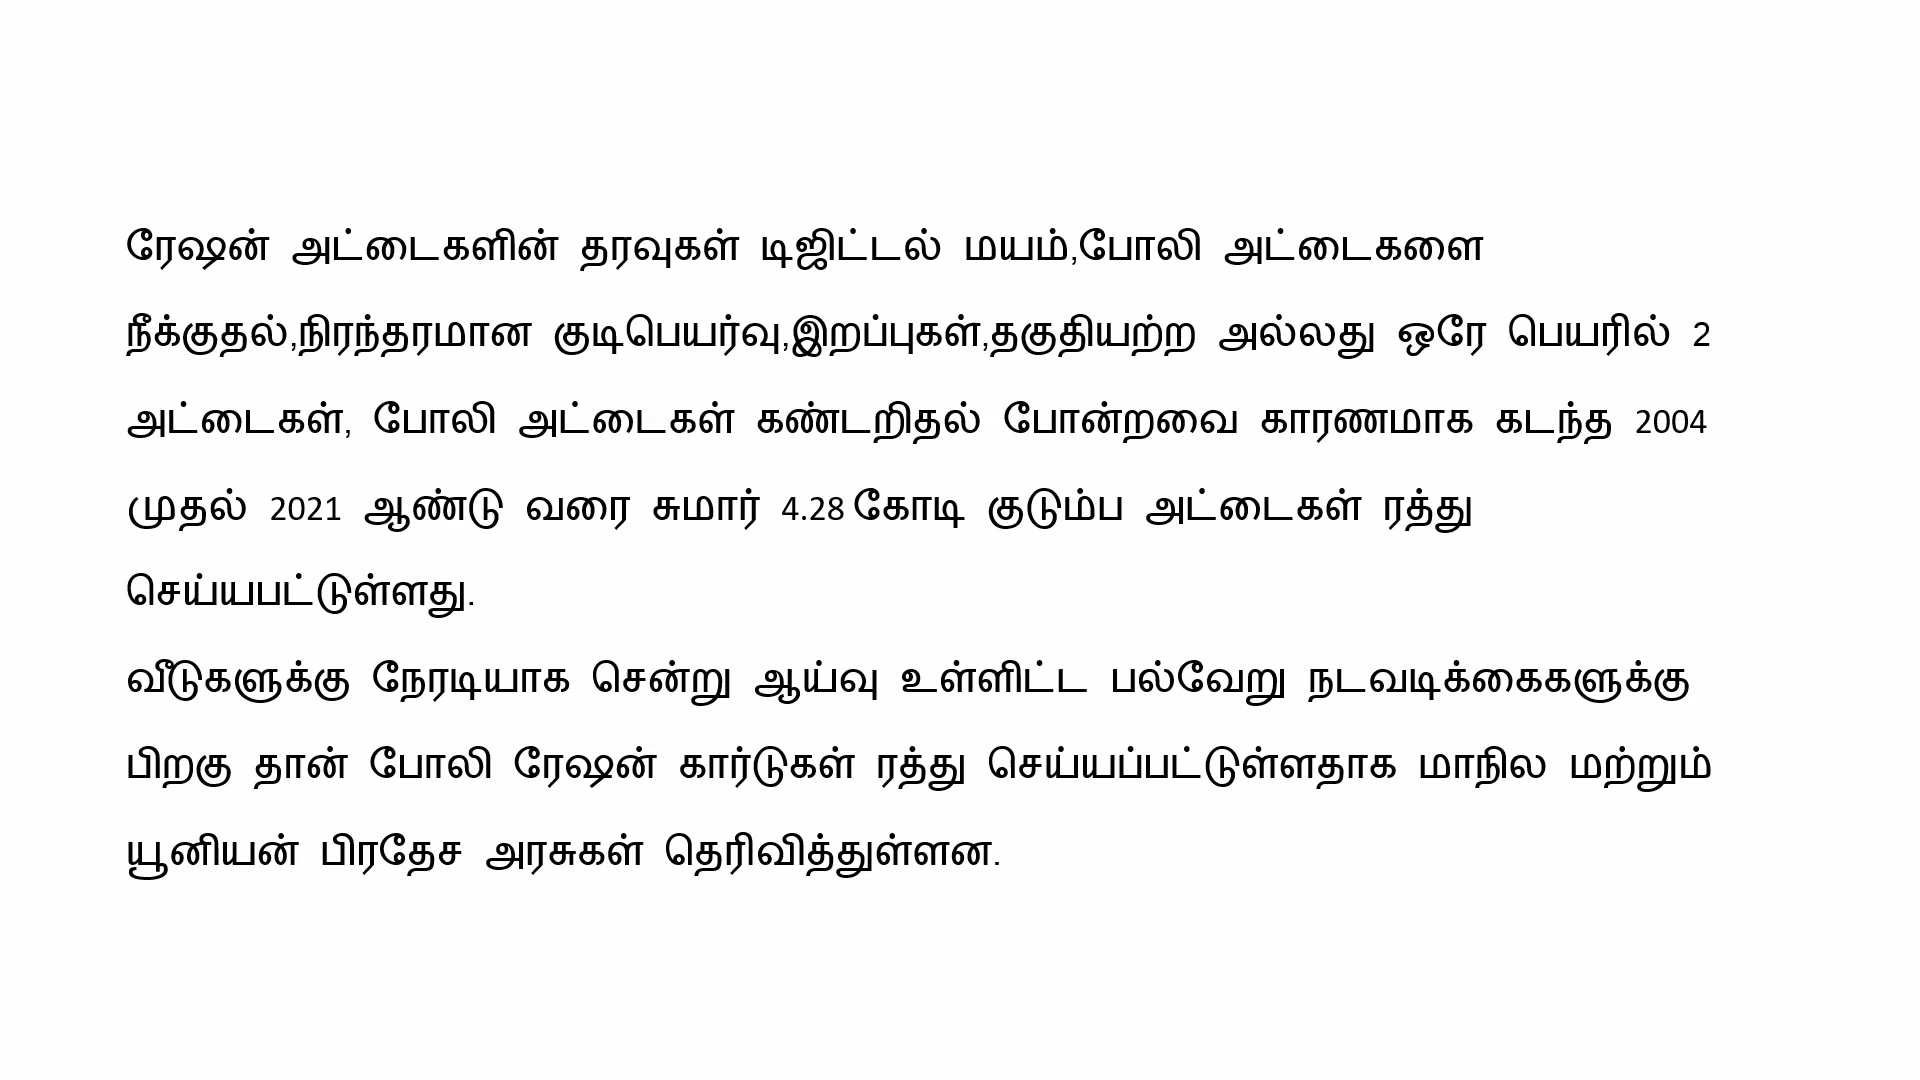 ரேஷன் அட்டைகளின் தரவுகள் டிஜிட்டல் மயம்,போலி அட்டைகளை
நீக்குதல்,நிரந்தரமான குடிபெயர்வு,இறப்புகள்,தகுதியற்ற அல்லது ஒரே பெயரில் 2
அட்டைகள், போலி அட்டைகள் கண்டறிதல் போன்றவை காரணமாக கடந்த 2004
முதல் 2021 ஆண்டு வரை சுமார் 4.28 கோடி குடும்ப அட்டைகள் ரத்து
செய்யபட்டுள்ளது.
வீடுகளுக்கு நேரடியாக சென்று ஆய்வு உள்ளிட்ட பல்வேறு நடவடிக்கைகளுக்கு
பிறகு தான் போலி ரேஷன் கார்டுகள் ரத்து செய்யப்பட்டுள்ளதாக மாநில மற்றும்
யூனியன் பிரதேச அரசுகள் தெரிவித்துள்ளன.